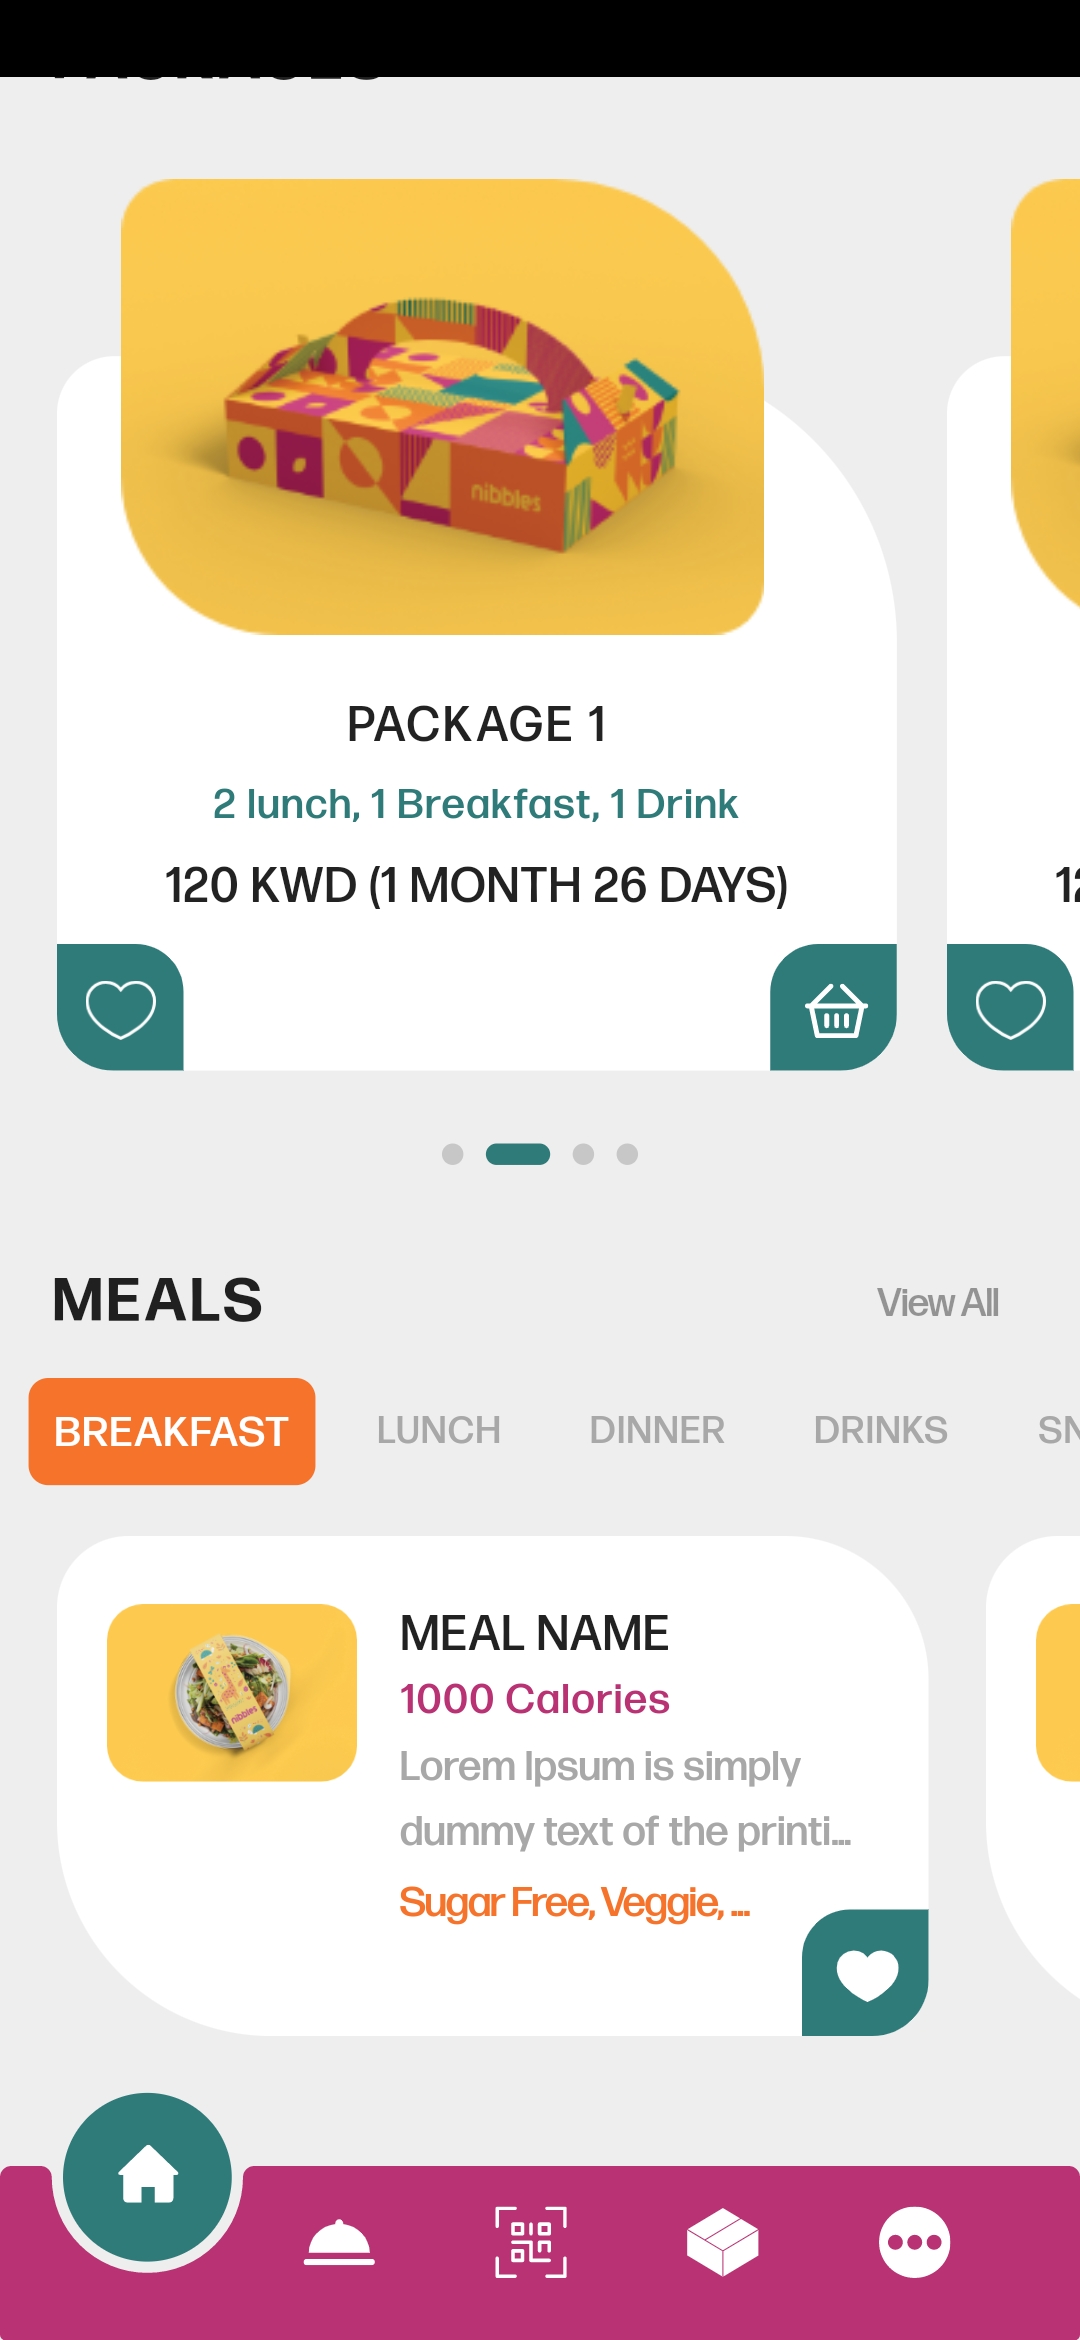 nibbles
PACKAGE 1
2 lunch, 1 Breakfast, 1 Drink
120 KWD (1 MONTH 26 DAYS)
12
MEALS
View All
BREAKFAST
LUNCH
DINNER
DRINKS
SN
MEAL NAME
1000 Calories
Lorem Ipsum is simply
dummy text of the printi...
Sugar Free, Veggie, ...
nibbles